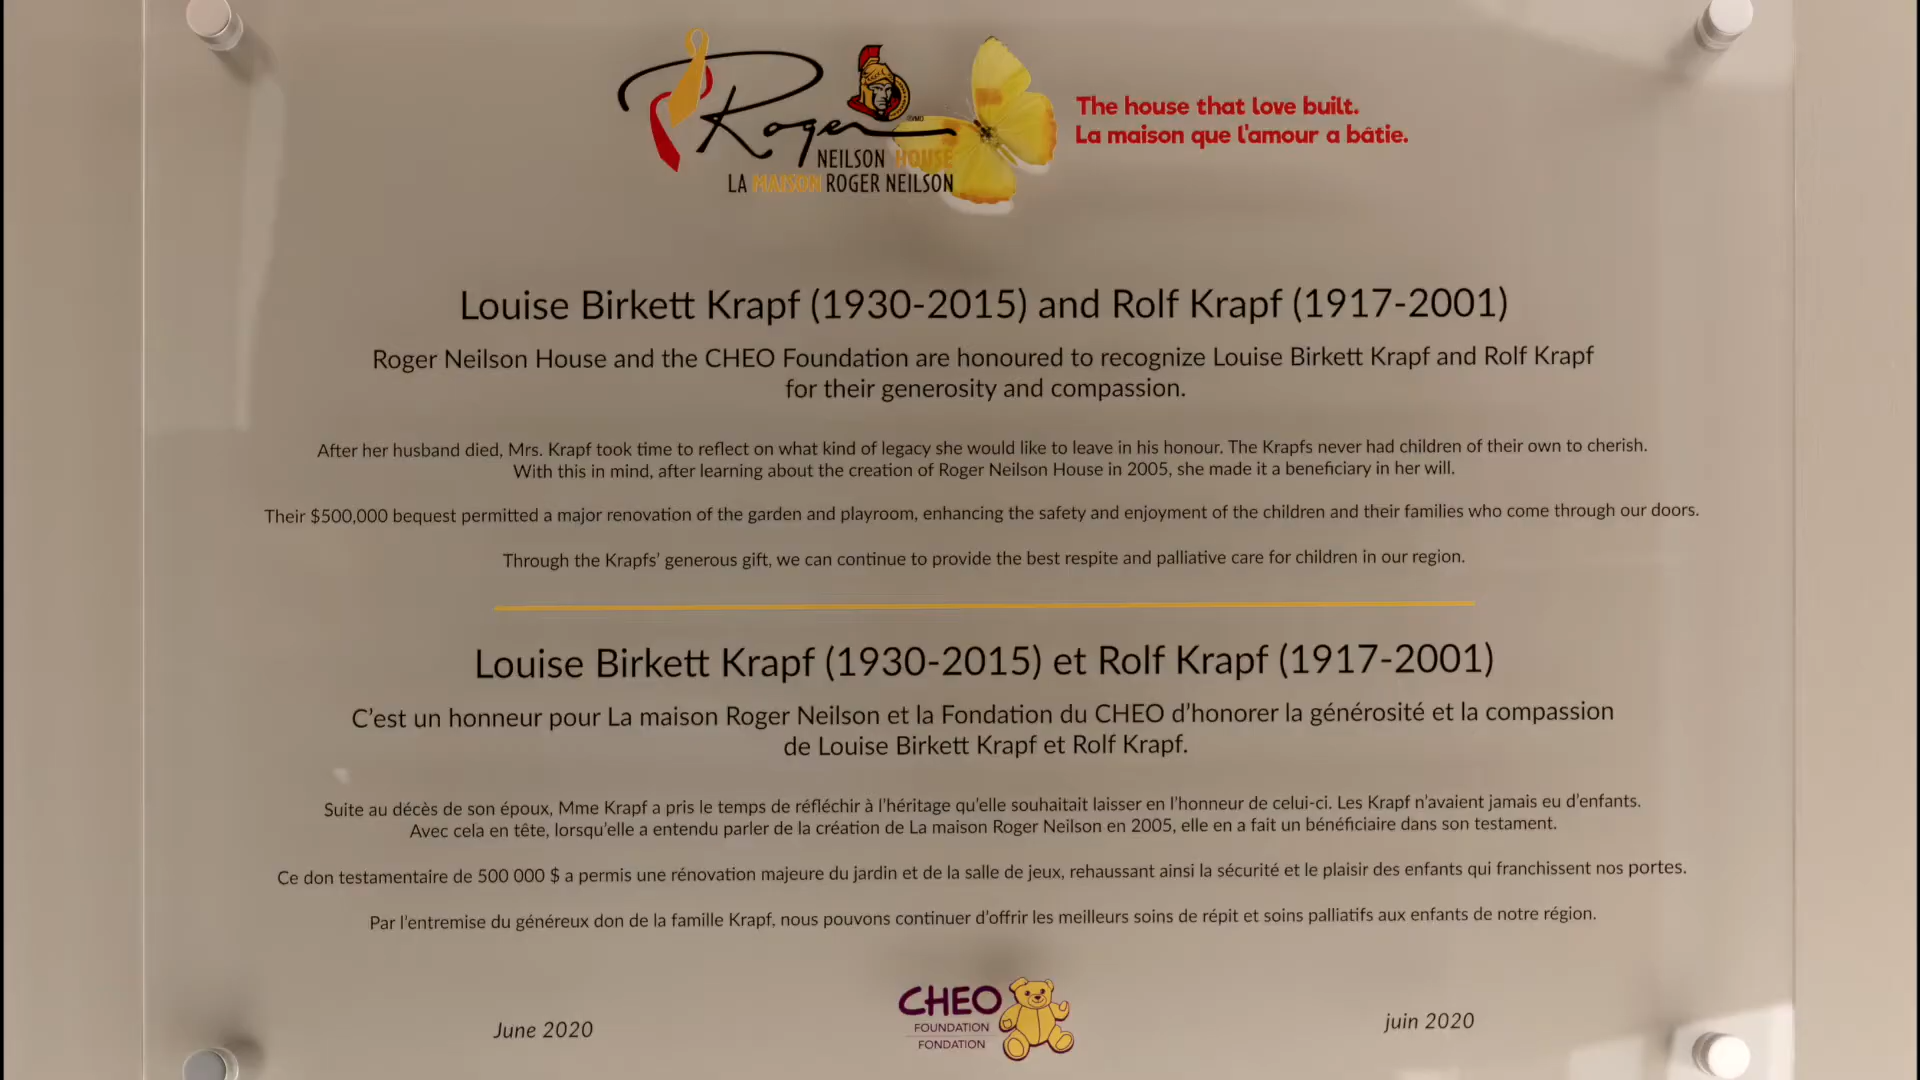 Roger
NEILSON HOUSE
LA MAISON ROGER NEILSON
The house that love built.
La maison que l'amour a bâtie.
Louise Birkett Krapf (1930-2015) and Rolf Krapf (1917-2001)
Roger Neilson House and the CHEO Foundation are honoured to recognize Louise Birkett Krapf and Rolf Krapf
for their generosity and compassion.
After her husband died, Mrs. Krapf took time to reflect on what kind of legacy she would like to leave in his honour. The Krapfs never had children of their own to cherish.
With this in mind, after learning about the creation of Roger Neilson House in 2005, she made it a beneficiary in her will.
Their $500,000 bequest permitted a major renovation of the garden and playroom, enhancing the safety and enjoyment of the children and their families who come through our doors.
Through the Krapfs' generous gift, we can continue to provide the best respite and palliative care for children in our region.
Louise Birkett Krapf (1930-2015) et Rolf Krapf (1917-2001)
C'est un honneur pour La maison Roger Neilson et la Fondation du CHEO d'honorer la générosité et la compassion
de Louise Birkett Krapf et Rolf Krapf.
Suite au décès de son époux, Mme Krapf a pris le temps de réfléchir à l'héritage qu'elle souhaitait laisser en l'honneur de celui-ci. Les Krapf n'avaient jamais eu d'enfants.
Avec cela en tête, lorsqu'elle a entendu parler de la création de La maison Roger Neilson en 2005, elle en a fait un bénéficiaire dans son testament.
Ce don testamentaire de 500 000 $ a permis une rénovation majeure du jardin et de la salle de jeux, rehaussant ainsi la sécurité et le plaisir des enfants qui franchissent nos portes.
Par l'entremise du généreux don de la famille Krapf, nous pouvons continuer d'offrir les meilleurs soins de répit et soins palliatifs aux enfants de notre région.
June 2020
CHEO
FOUNDATION
FONDATION
juin 2020